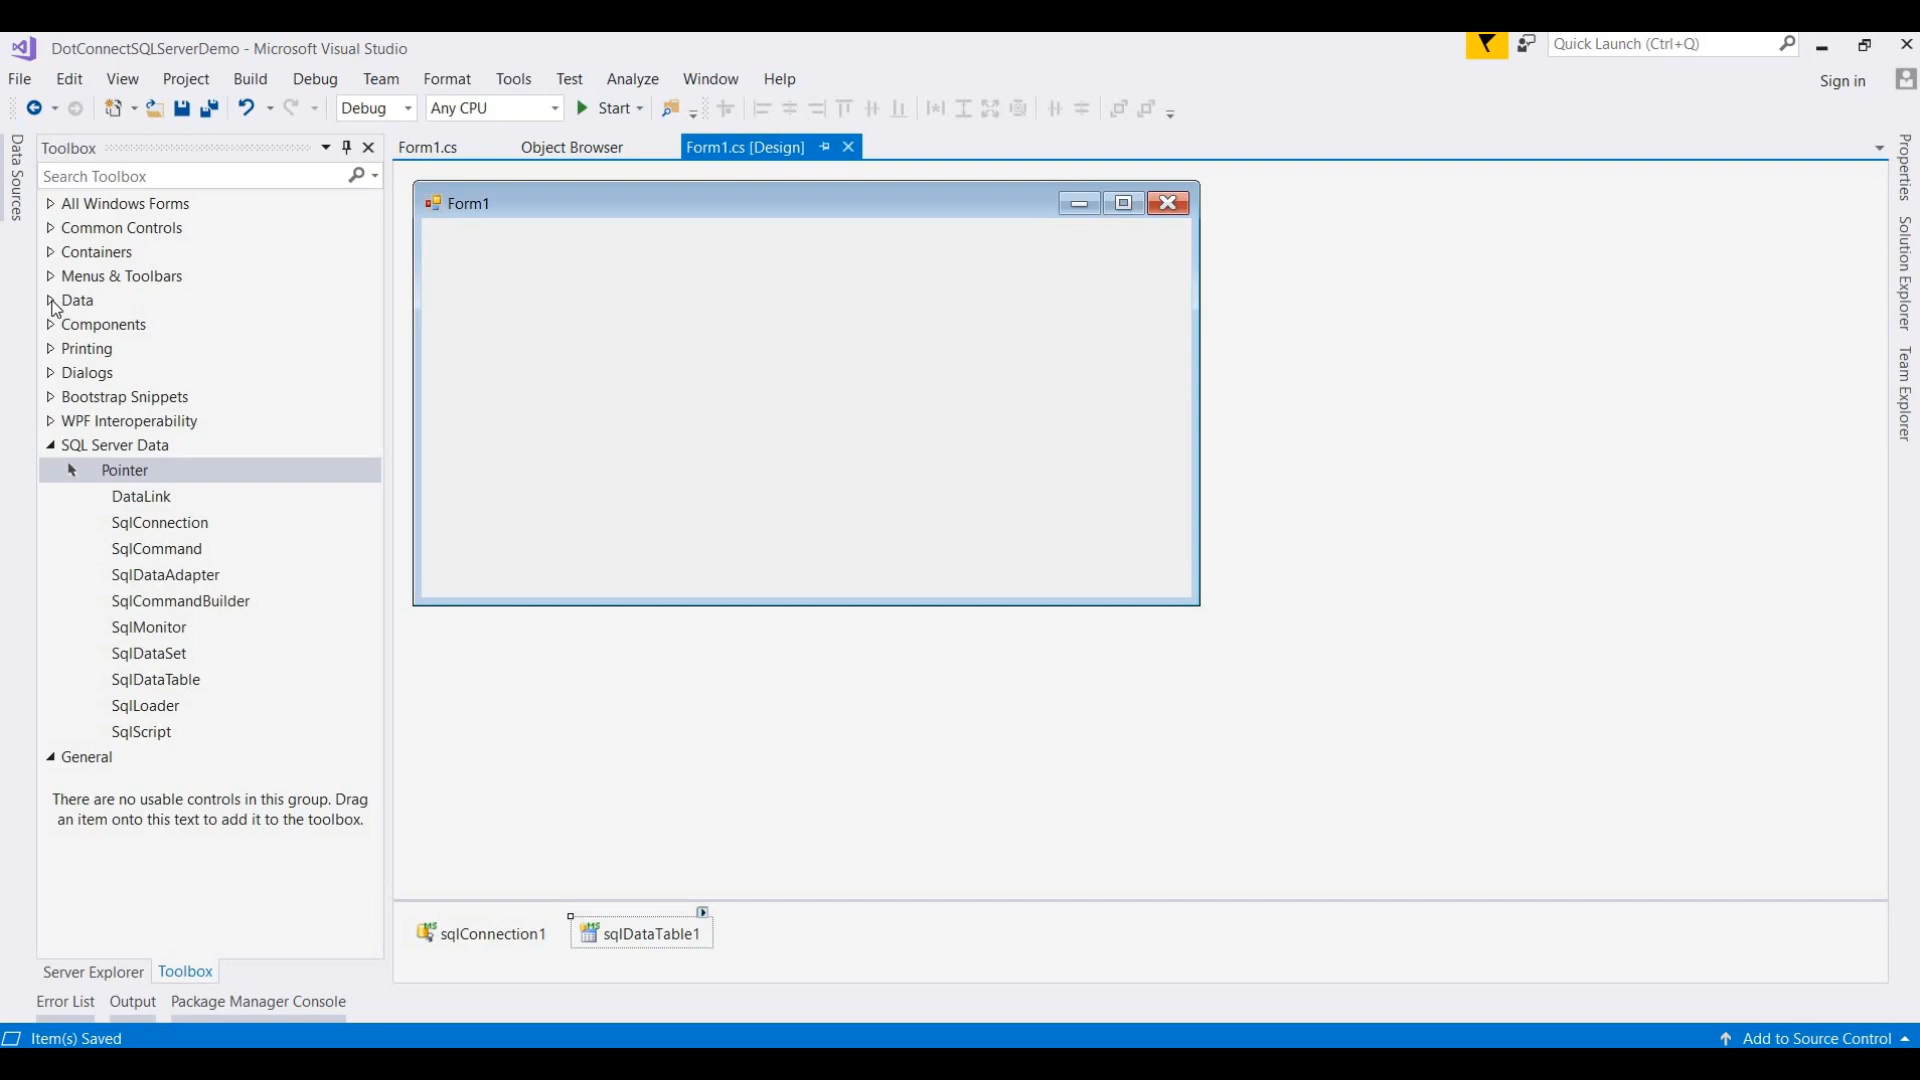 DotConnectSQLServerDemo - Microsoft Visual Studio
Quick Launch (Ctrl+Q)
File Edit View Project Build Debug Team Format Tools Test Analyze Window Help
Sign in
Debug Any CPU Start
Data Sources
Toolbox
Form1.cs Object Browser Form1.cs [Design]
Search Toolbox
All Windows Forms
Common Controls
Containers
Menus & Toolbars
Data
Components
Printing
Dialogs
Bootstrap Snippets
WPF Interoperability
SQL Server Data
Pointer
DataLink
SqlConnection
SqlCommand
SqlDataAdapter
SqlCommandBuilder
SqlMonitor
SqlDataSet
SqlDataTable
SqlLoader
SqlScript
General
There are no usable controls in this group. Drag
an item onto this text to add it to the toolbox.
Form1
sqlConnection1
sqlDataTable1
Properties
Solution Explorer
Team Explorer
Server Explorer Toolbox
Error List Output Package Manager Console
Item(s) Saved
Add to Source Control